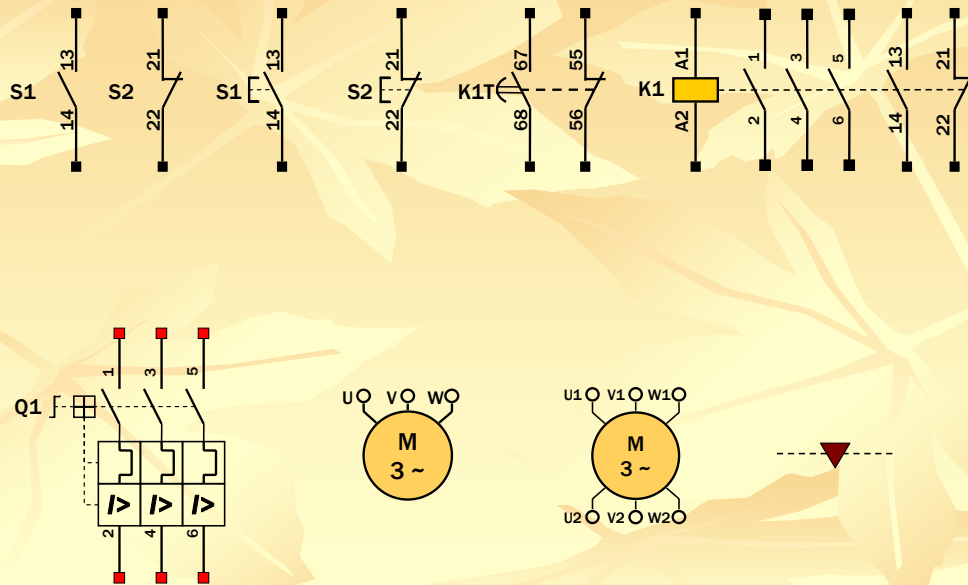 S1 13 14
S2 21 22
S1 13 14
S2 21 22
K1T 67 68 55 56
K1 A1 A2 1 2 3 4 5 6 13 14 21 22
Q1 1 3 5
I> I> I>
2 4 6
U V W
M
3 ~
U1 V1 W1
M
3 ~
U2 V2 W2